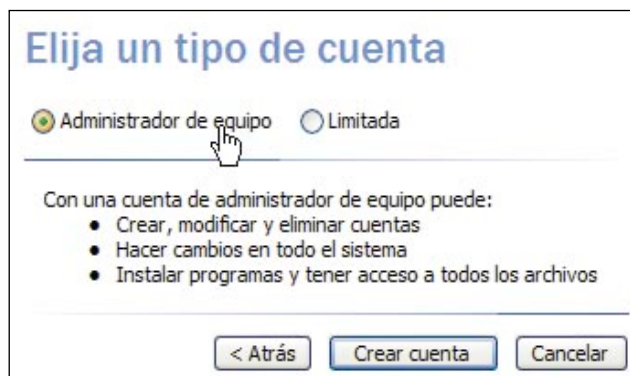 Elija un tipo de cuenta
Administrador de equipo Limitada
Con una cuenta de administrador de equipo puede:
• Crear, modificar y eliminar cuentas
• Hacer cambios en todo el sistema
• Instalar programas y tener acceso a todos los archivos
< Atrás Crear cuenta Cancelar